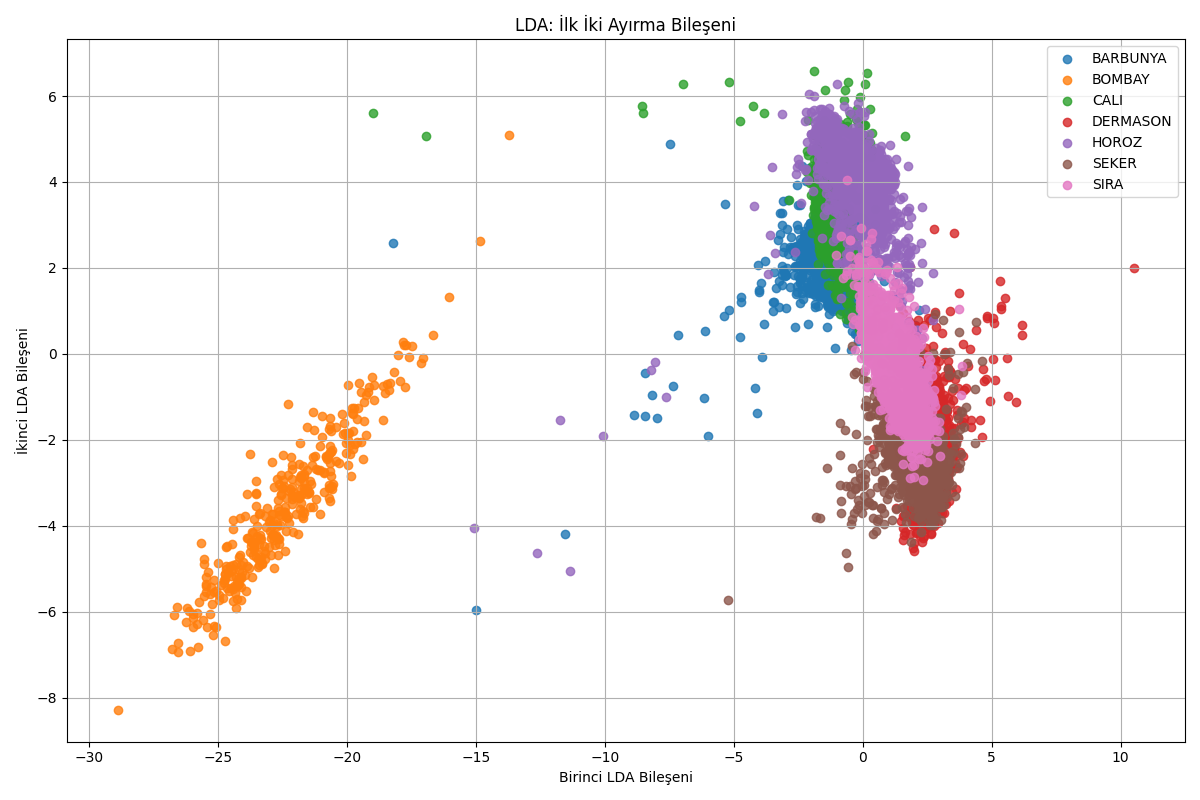 LDA: İlk İki Ayırma Bileşeni
BARBUNYA
BOMBAY
CALI
DERMASON
HOROZ
SEKER
SIRA
6
4
2
0
−2
−4
−6
−8
İkinci LDA Bileşeni
−30
−25
−20
−15
−10
−5
0
5
10
Birinci LDA Bileşeni